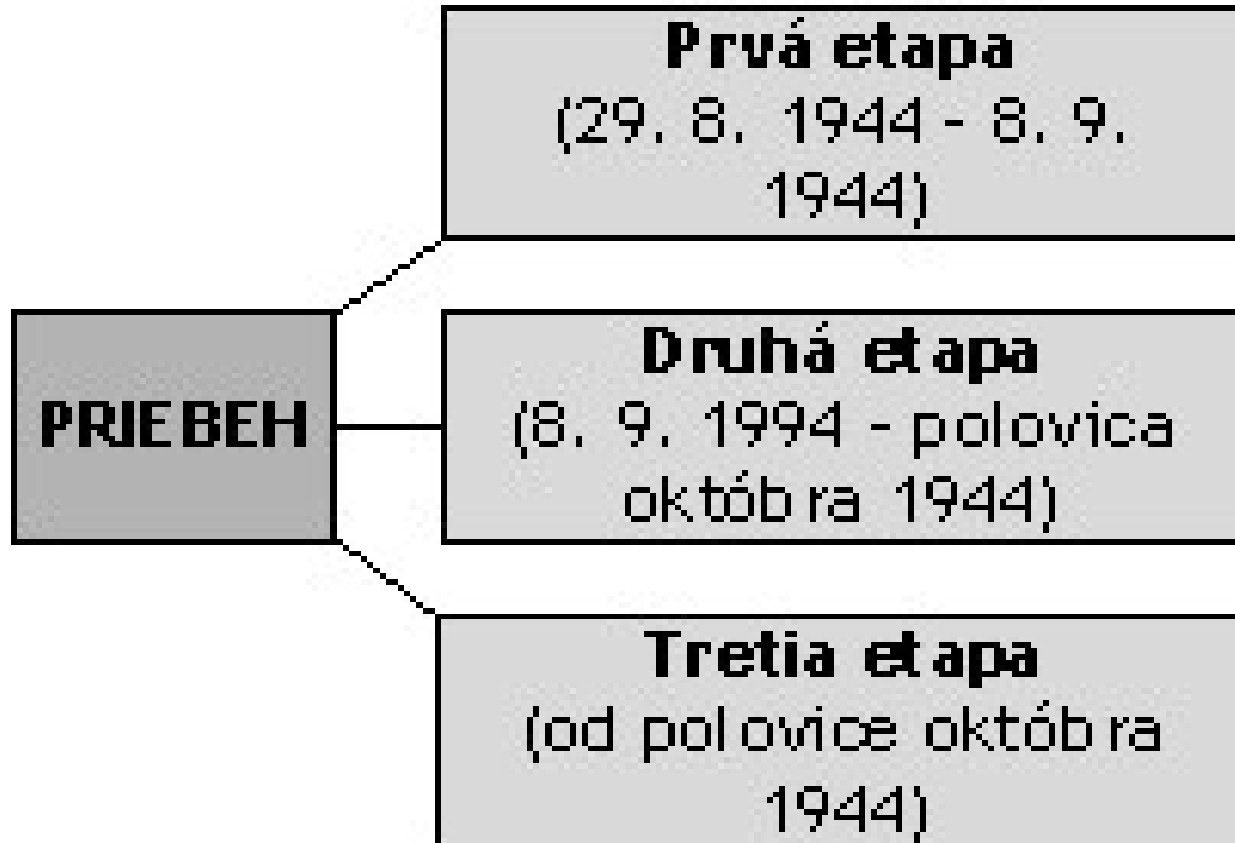 Prvá etapa
(29. 8. 1944 - 8. 9.
1944)
PRIEBEH
Druhá etapa
(8. 9. 1994 - polovica
októbra 1944)
Tretia etapa
(od polovice októbra
1944)